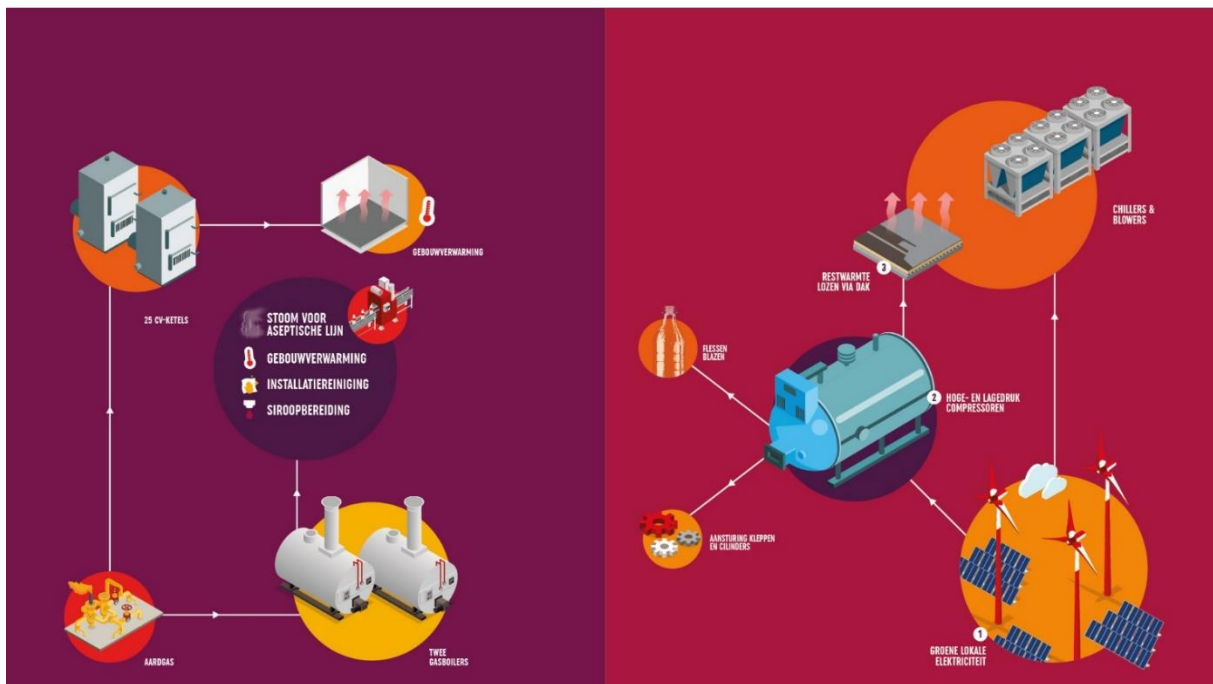 GEBOUWVERWARMING
25 CV-KETELS
STOOM VOOR
ASEPTISCHE LIJN
GEBOUWVERWARMING
INSTALLATIEREINIGING
SIROOPBEREIDING
TWEE
GASBOILERS
AARDGAS
CHILLERS &
BLOWERS
3
RESTWARMTE
LOZEN VIA DAK
FLESSEN
BLAZEN
2
HOGE- EN LAGEDRUK
COMPRESSOREN
AANSTURING KLEPPEN
EN CILINDERS
1
GROENE LOKALE
ELEKTRICITEIT